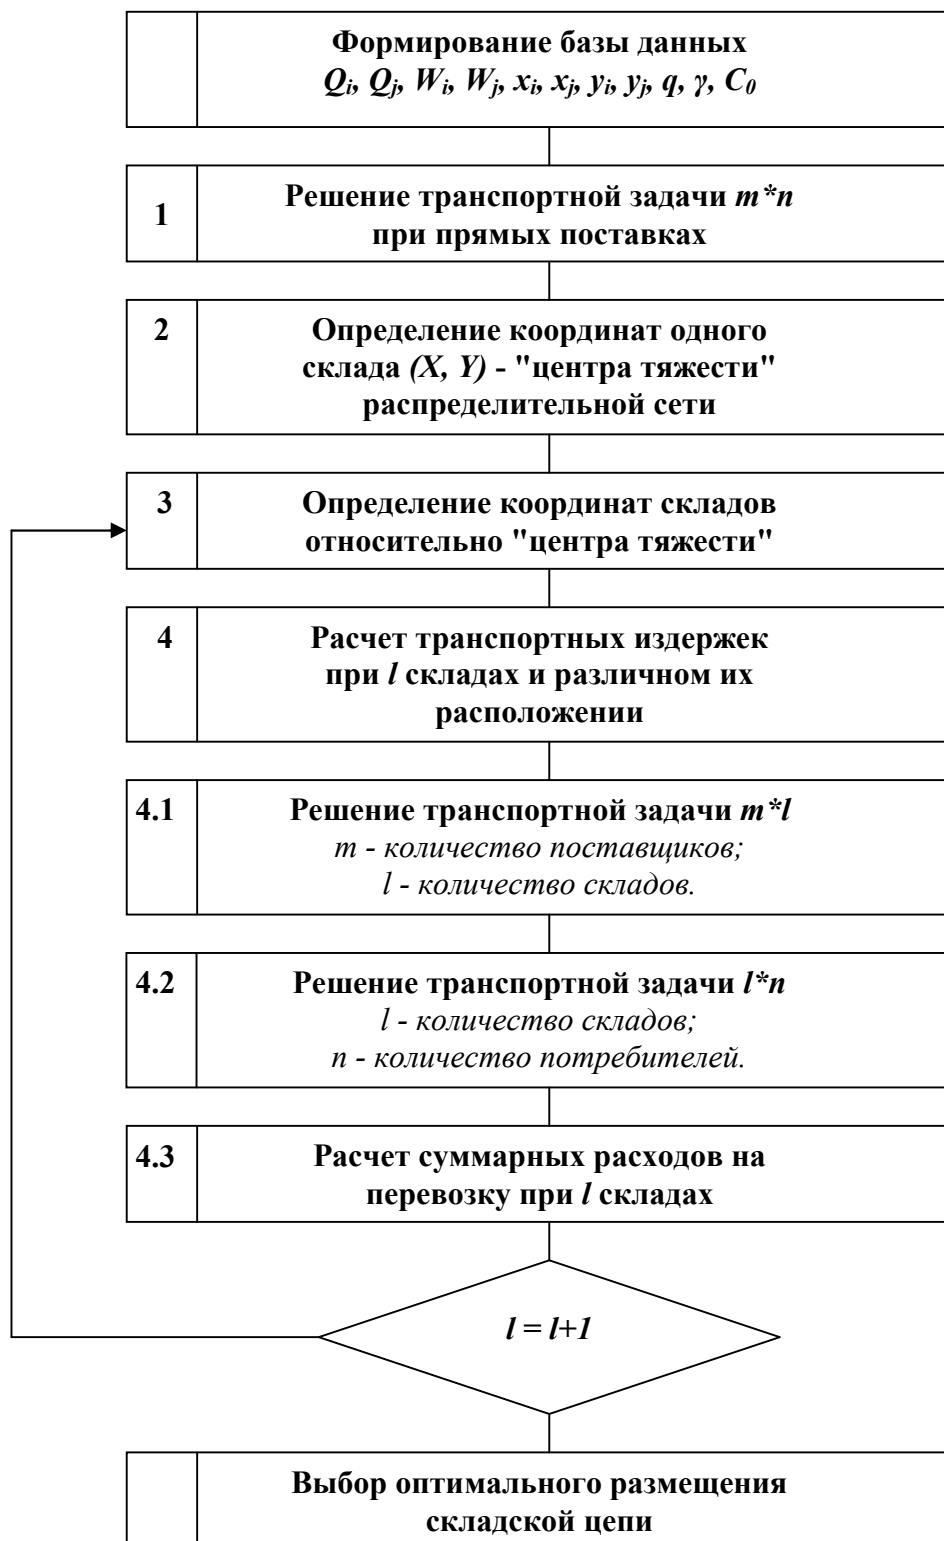 Формирование базы данных
Qi, Qj, Wi, Wj, xi, xj, yi, yj, q, γ, C0
1
Решение транспортной задачи m*n
при прямых поставках
2
Определение координат одного
склада (X, Y) - "центра тяжести"
распределительной сети
3
Определение координат складов
относительно "центра тяжести"
4
Расчет транспортных издержек
при l складах и различном их
расположении
4.1
Решение транспортной задачи m*l
m - количество поставщиков;
l - количество складов.
4.2
Решение транспортной задачи l*n
l - количество складов;
n - количество потребителей.
4.3
Расчет суммарных расходов на
перевозку при l складах
l = l+1
Выбор оптимального размещения
складской цепи